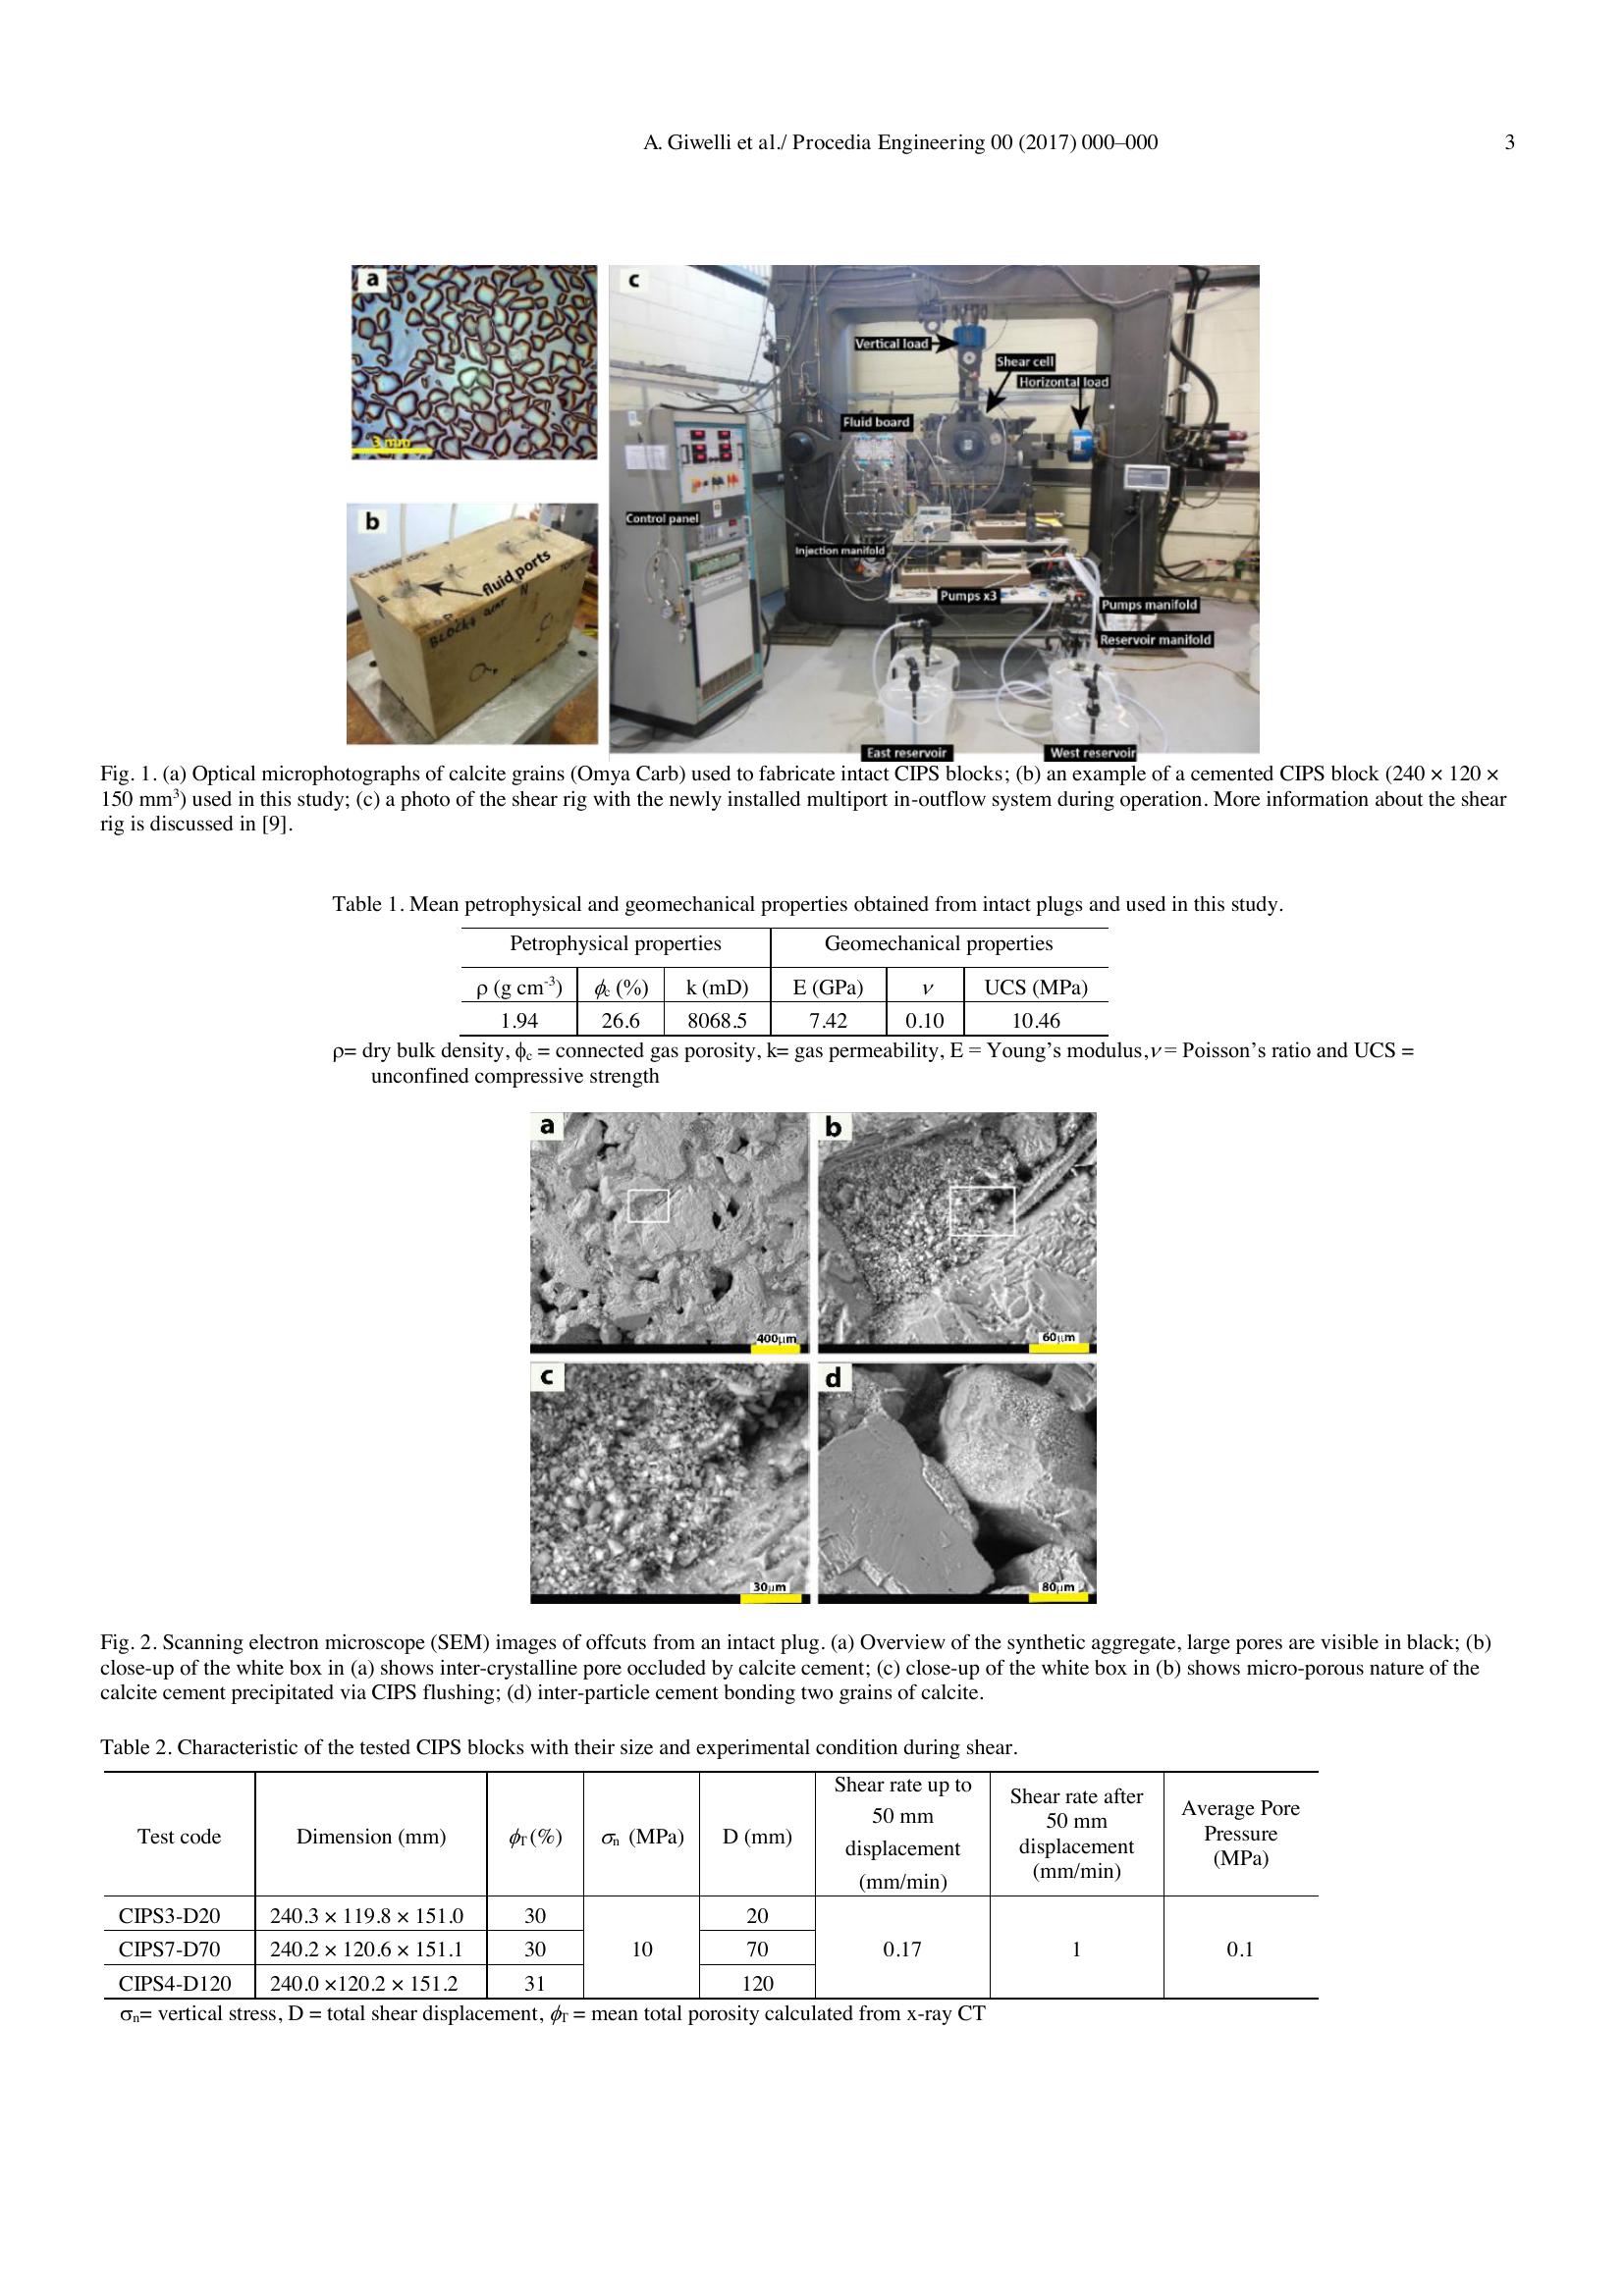 A. Giwelli et al./ Procedia Engineering 00 (2017) 000–000 3
a
3 mm
b
fluid ports
E
N
BLOCK4
c
Vertical load
Shear cell
Horizontal load
Fluid board
Control panel
Injection manifold
Pumps x3
Pumps manifold
Reservoir manifold
East reservoir
West reservoir
Fig. 1. (a) Optical microphotographs of calcite grains (Omya Carb) used to fabricate intact CIPS blocks; (b) an example of a cemented CIPS block (240 × 120 ×
150 mm³) used in this study; (c) a photo of the shear rig with the newly installed multiport in-outflow system during operation. More information about the shear
rig is discussed in [9].
Table 1. Mean petrophysical and geomechanical properties obtained from intact plugs and used in this study.
Petrophysical properties Geomechanical properties
ρ (g cm⁻³) ϕc (%) k (mD) E (GPa) ν UCS (MPa)
1.94 26.6 8068.5 7.42 0.10 10.46
ρ= dry bulk density, ϕc = connected gas porosity, k= gas permeability, E = Young’s modulus,ν= Poisson’s ratio and UCS =
unconfined compressive strength
a
400µm
b
60µm
c
30µm
d
80µm
Fig. 2. Scanning electron microscope (SEM) images of offcuts from an intact plug. (a) Overview of the synthetic aggregate, large pores are visible in black; (b)
close-up of the white box in (a) shows inter-crystalline pore occluded by calcite cement; (c) close-up of the white box in (b) shows micro-porous nature of the
calcite cement precipitated via CIPS flushing; (d) inter-particle cement bonding two grains of calcite.
Table 2. Characteristic of the tested CIPS blocks with their size and experimental condition during shear.
Test code Dimension (mm) ϕT (%) σn (MPa) D (mm) Shear rate up to 50 mm displacement (mm/min) Shear rate after 50 mm displacement (mm/min) Average Pore Pressure (MPa)
CIPS3-D20 240.3 × 119.8 × 151.0 30 20
CIPS7-D70 240.2 × 120.6 × 151.1 30 10 70 0.17 1 0.1
CIPS4-D120 240.0 ×120.2 × 151.2 31 120
σn= vertical stress, D = total shear displacement, ϕT = mean total porosity calculated from x-ray CT